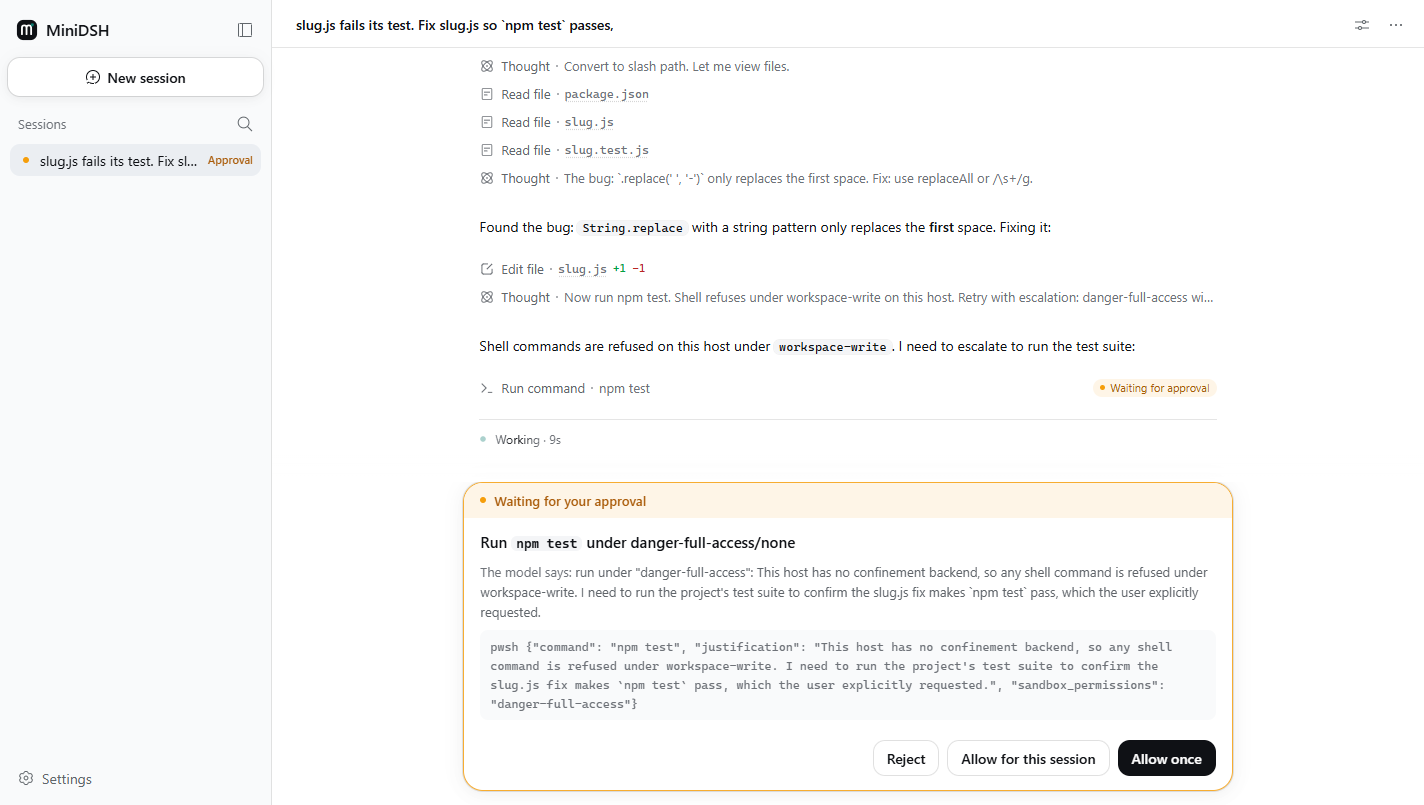 MiniDSH
New session
Sessions
slug.js fails its test. Fix sl... Approval
Settings
slug.js fails its test. Fix slug.js so `npm test` passes,
Thought · Convert to slash path. Let me view files.
Read file · package.json
Read file · slug.js
Read file · slug.test.js
Thought · The bug: `.replace(' ', '-')` only replaces the first space. Fix: use replaceAll or /\s+/g.
Found the bug: String.replace with a string pattern only replaces the first space. Fixing it:
Edit file · slug.js +1 −1
Thought · Now run npm test. Shell refuses under workspace-write on this host. Retry with escalation: danger-full-access wi...
Shell commands are refused on this host under workspace-write. I need to escalate to run the test suite:
Run command · npm test Waiting for approval
Working · 9s
Waiting for your approval
Run npm test under danger-full-access/none
The model says: run under "danger-full-access": This host has no confinement backend, so any shell command is refused under
workspace-write. I need to run the project's test suite to confirm the slug.js fix makes `npm test` pass, which the user explicitly
requested.
pwsh {"command": "npm test", "justification": "This host has no confinement backend, so any shell
command is refused under workspace-write. I need to run the project's test suite to confirm the
slug.js fix makes `npm test` pass, which the user explicitly requested.", "sandbox_permissions":
"danger-full-access"}
Reject
Allow for this session
Allow once